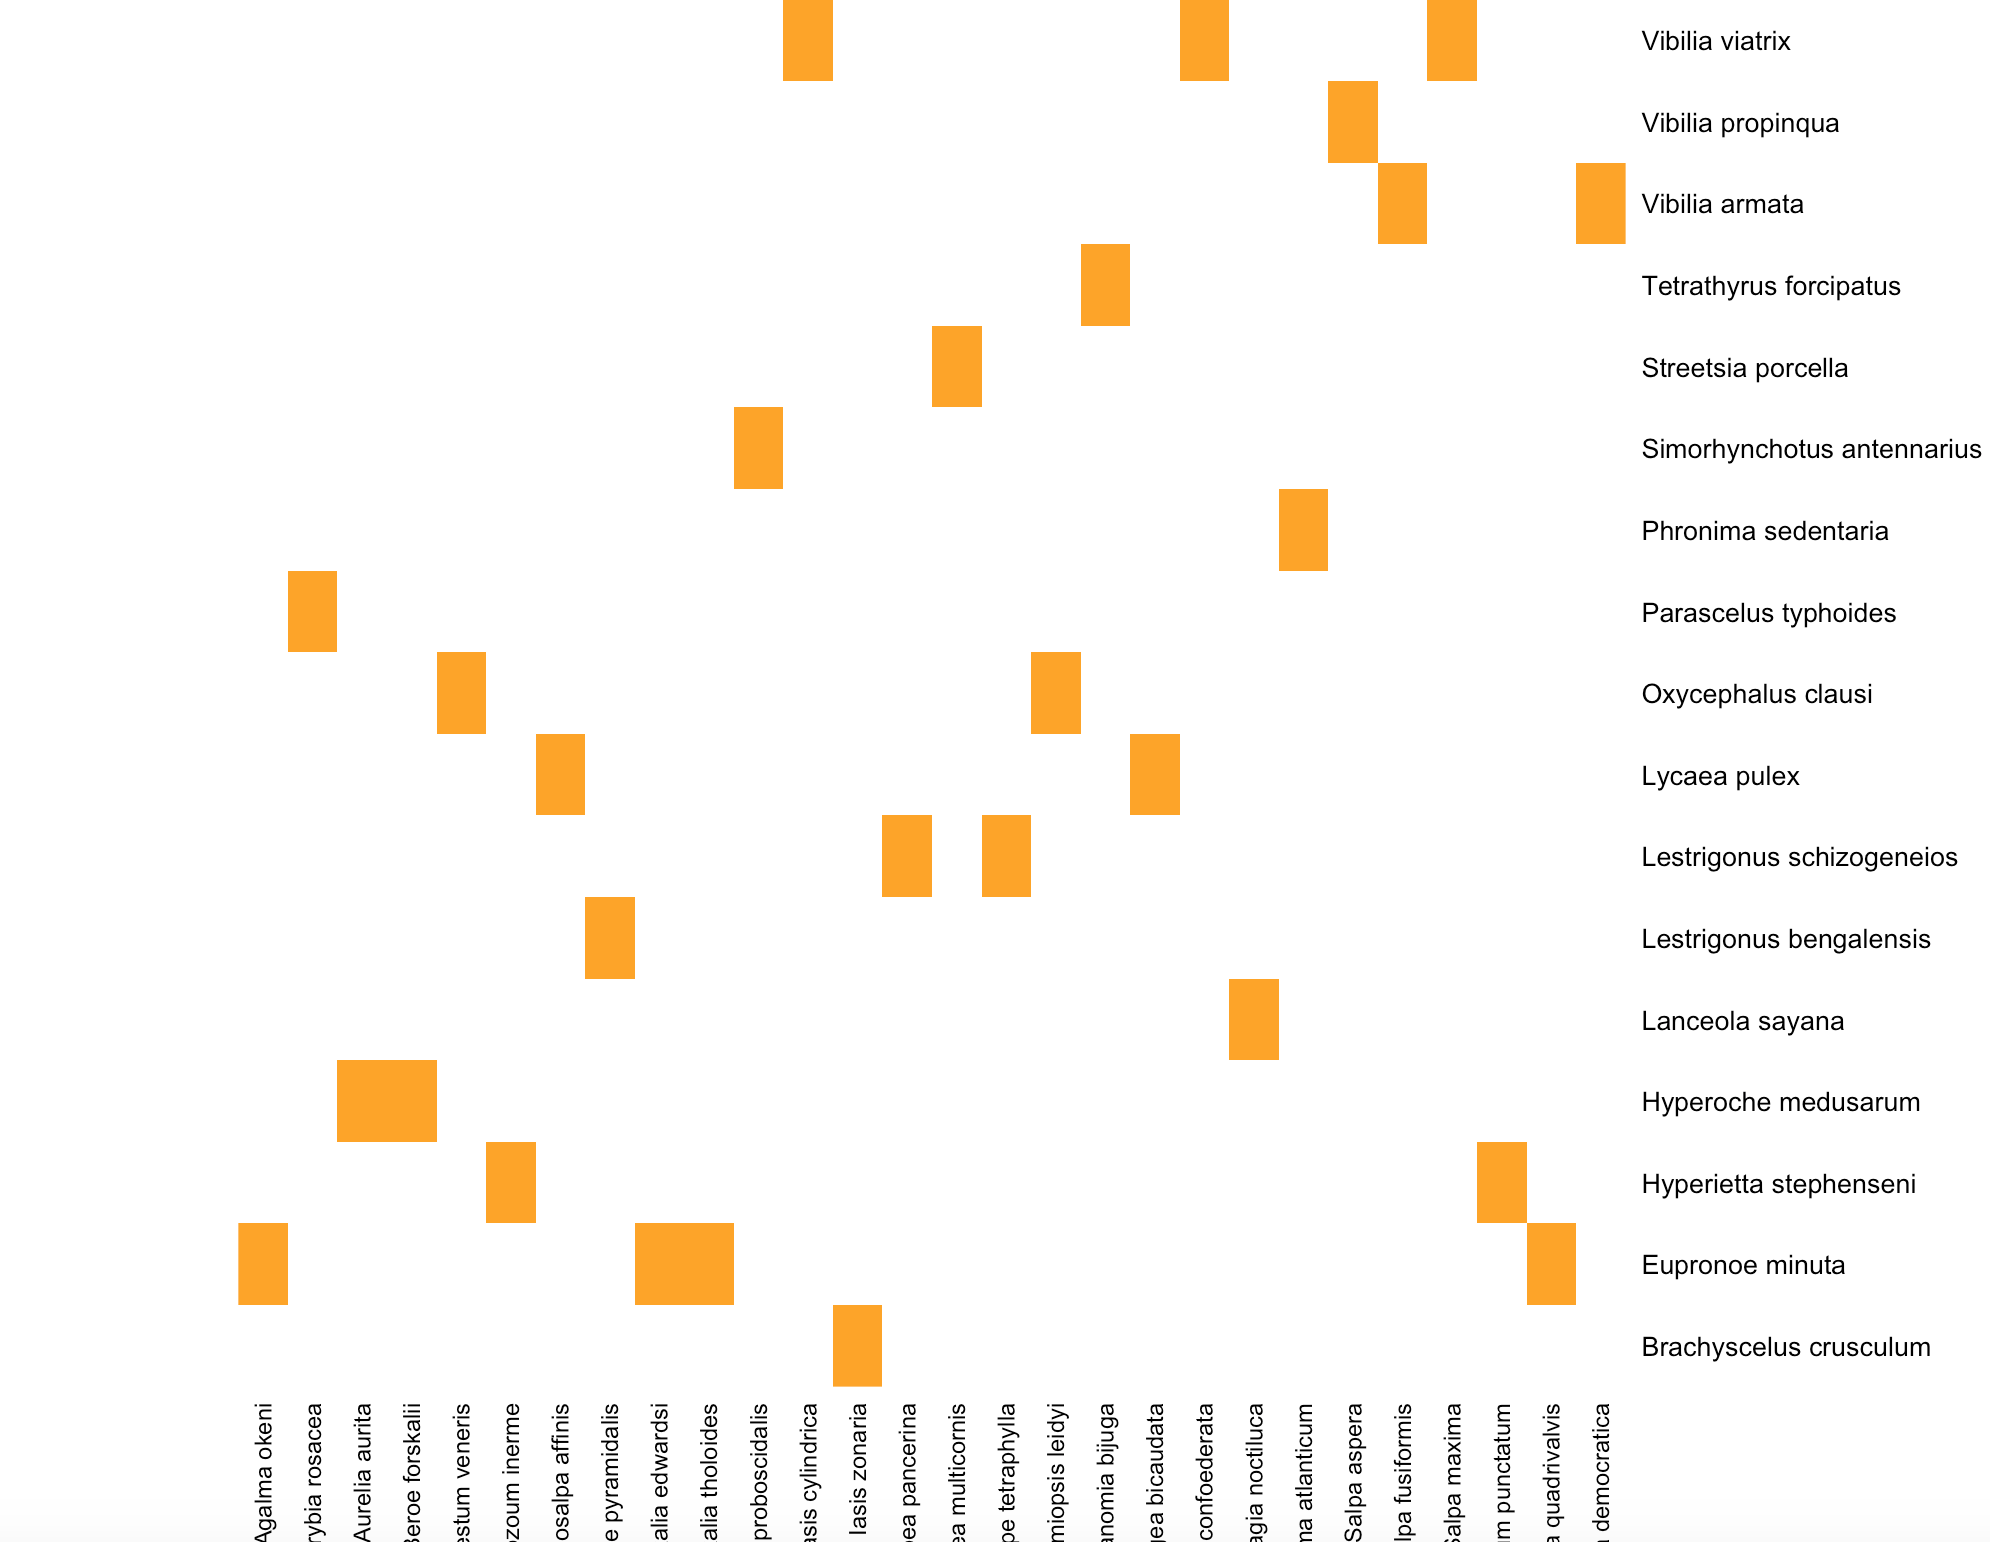 Vibilia viatrix
Vibilia propinqua
Vibilia armata
Tetrathyrus forcipatus
Streetsia porcella
Simorhynchotus antennarius
Phronima sedentaria
Parascelus typhoides
Oxycephalus clausi
Lycaea pulex
Lestrigonus schizogeneios
Lestrigonus bengalensis
Lanceola sayana
Hyperoche medusarum
Hyperietta stephenseni
Eupronoe minuta
Brachyscelus crusculum
Agalma okeni
rybia rosacea
Aurelia aurita
Beroe forskalii
estum veneris
ozoum inerme
osalpa affinis
e pyramidalis
alia edwardsi
alia tholoides
proboscidalis
asis cylindrica
Iasis zonaria
oea pancerina
ea multicornis
pe tetraphylla
miopsis leidyi
anomia bijuga
gea bicaudata
confoederata
agia noctiluca
ma atlanticum
Salpa aspera
lpa fusiformis
Salpa maxima
m punctatum
a quadrivalvis
democratica